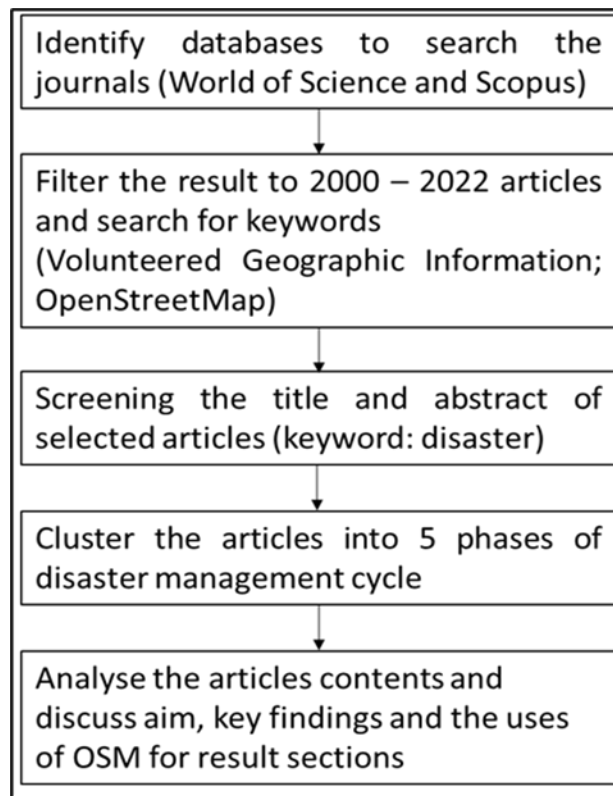 Identify databases to search the
journals (World of Science and Scopus)
Filter the result to 2000 – 2022 articles
and search for keywords
(Volunteered Geographic Information;
OpenStreetMap)
Screening the title and abstract of
selected articles (keyword: disaster)
Cluster the articles into 5 phases of
disaster management cycle
Analyse the articles contents and
discuss aim, key findings and the uses
of OSM for result sections